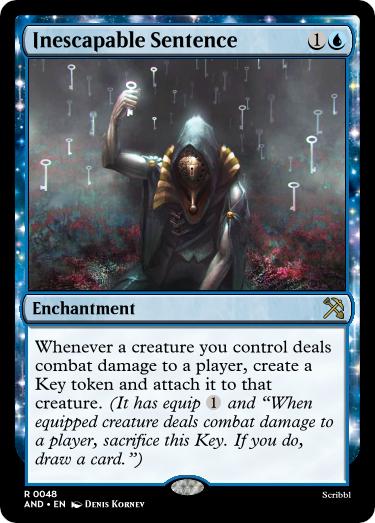 Inescapable Sentence 1
Enchantment
Whenever a creature you control deals
combat damage to a player, create a
Key token and attach it to that
creature. (It has equip 1 and “When
equipped creature deals combat damage to
a player, sacrifice this Key. If you do,
draw a card.”)
R 0048
Scribbl
AND • EN Denis Kornev